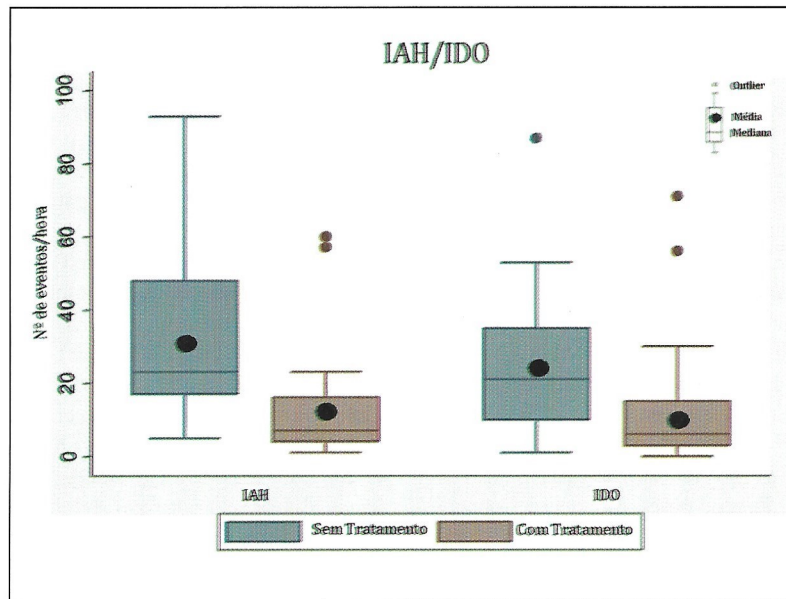 IAH/IDO
Outlier
Média
Mediana
Nº de eventos/hora
100
80
60
40
20
0
IAH
IDO
Sem Tratamento
Com Tratamento